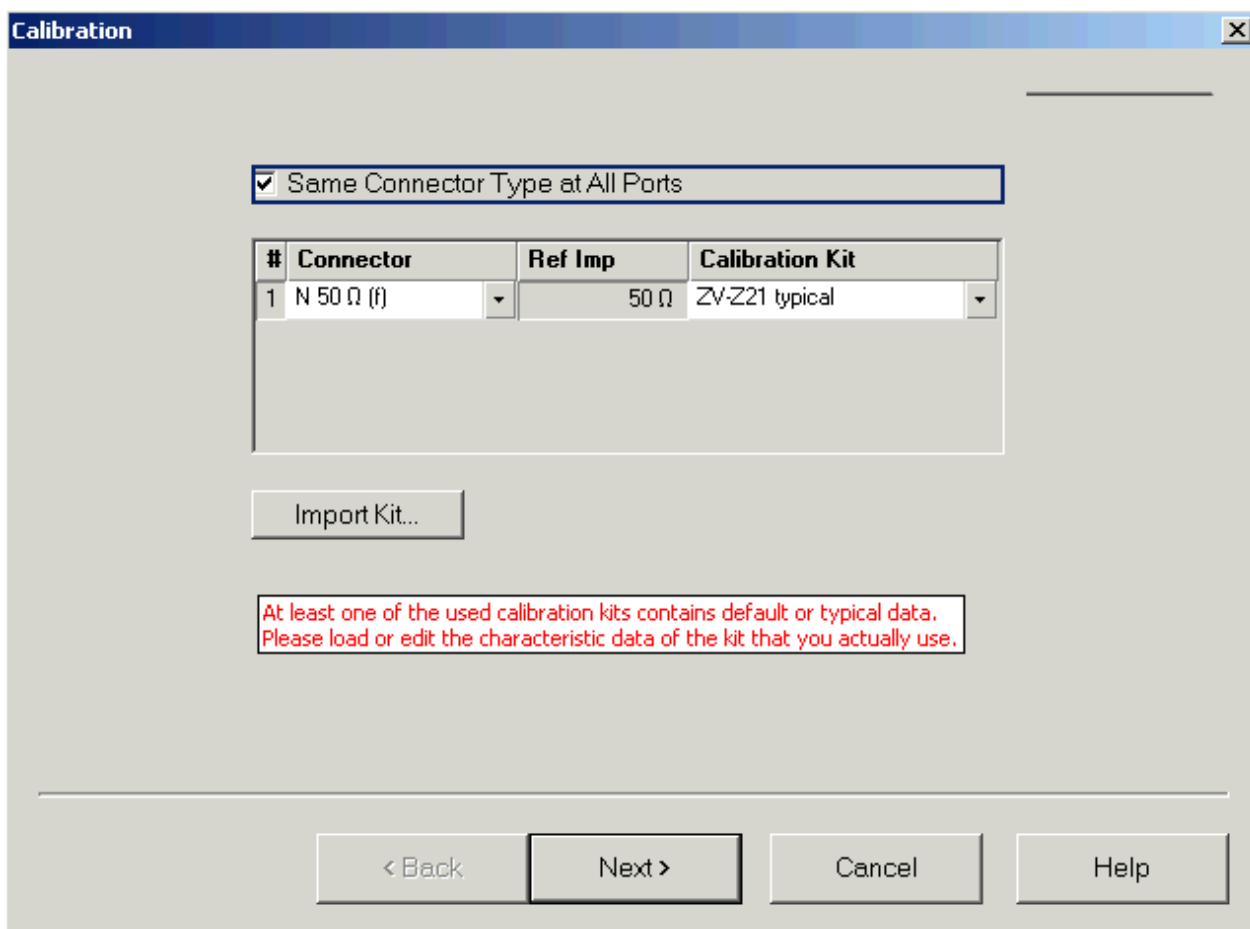 Calibration
Same Connector Type at All Ports
# Connector Ref Imp Calibration Kit
1 N 50 Ω (f) 50 Ω ZV-Z21 typical
Import Kit...
At least one of the used calibration kits contains default or typical data.
Please load or edit the characteristic data of the kit that you actually use.
< Back Next > Cancel Help